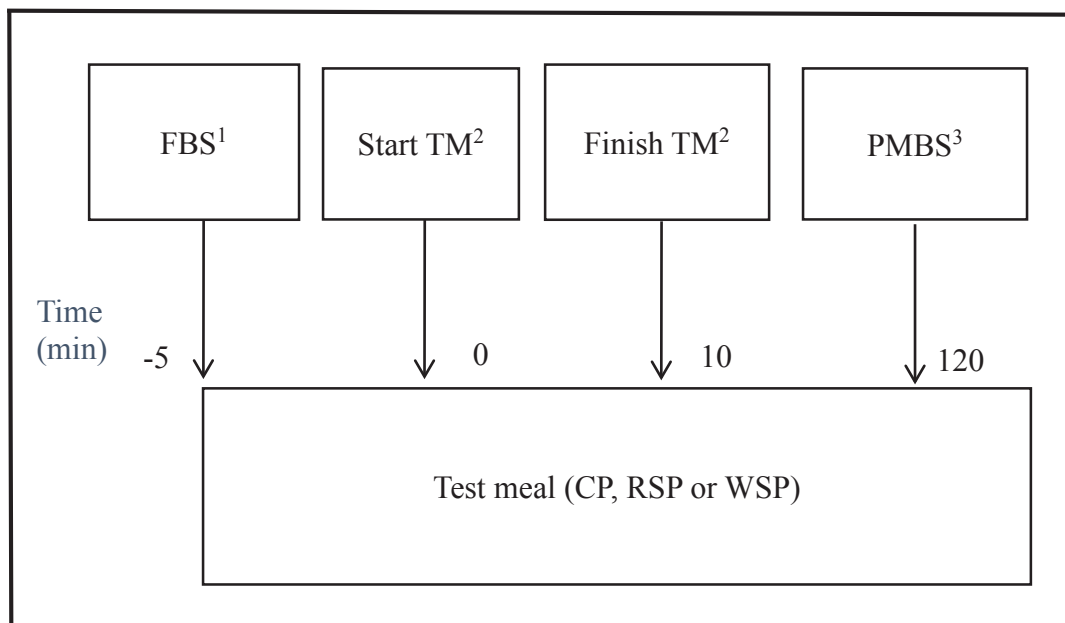 FBS¹
Start TM²
Finish TM²
PMBS³
Time
(min)
-5
0
10
120
Test meal (CP, RSP or WSP)